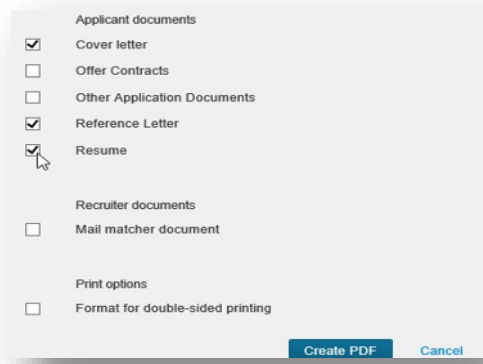 Applicant documents
Cover letter
Offer Contracts
Other Application Documents
Reference Letter
Resume
Recruiter documents
Mail matcher document
Print options
Format for double-sided printing
Create PDF Cancel